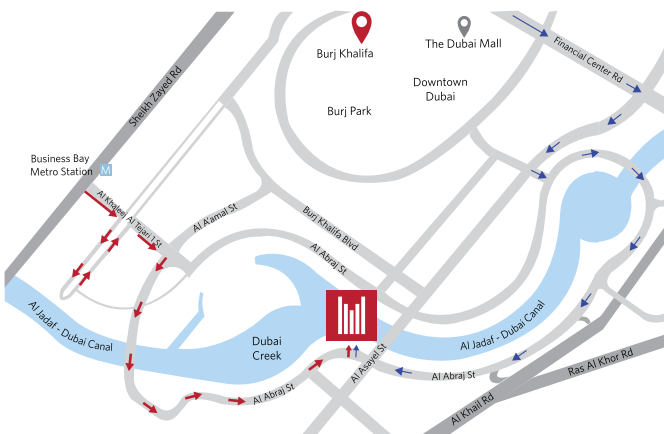 Burj Khalifa
The Dubai Mall
Financial Center Rd
Downtown
Dubai
Sheikh Zayed Rd
Burj Park
Business Bay
Metro Station M
Al Khaleej Al Tejari 1 St
Al A'amal St
Burj Khalifa Blvd
Al Abraj St
Al Jadaf - Dubai Canal
Dubai
Creek
Al Jadaf - Dubai Canal
Al Asayel St
Ras Al Khor Rd
Al Abraj St
Al Abraj St
Al Khail Rd